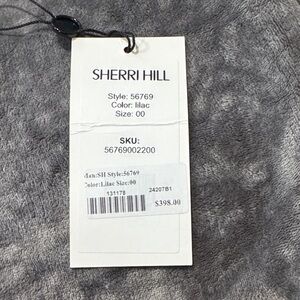 SHERRI HILL
Style: 56769
Color: lilac
Size: 00
SKU:
56769002200
Man:SH Style:56769
Color:Lilac Size:00
131178 24207B1
$398.00